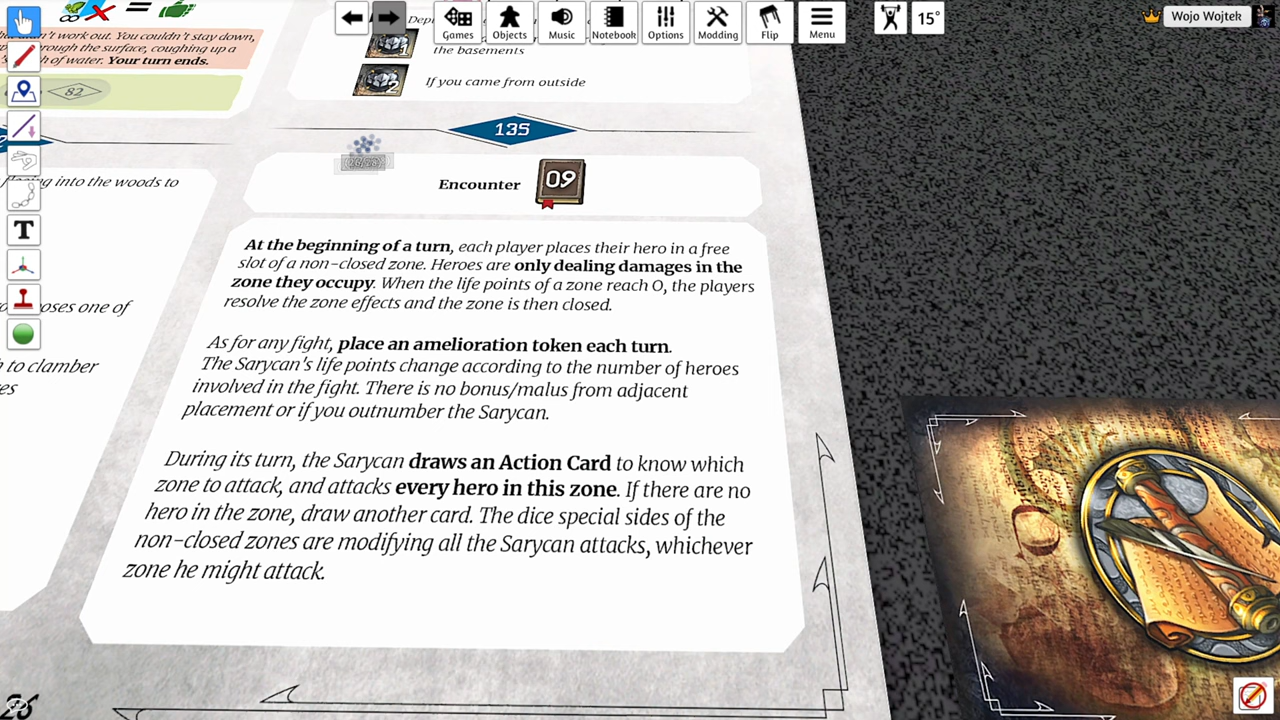 Games
Objects
Music
Notebook
Options
Modding
Flip
Menu
15°
Wojo Wojtek
n't work out. You couldn't stay down,
rough the surface, coughing up a
h of water. Your turn ends.
82
the basements
2
If you came from outside
135
Encounter
09
fleeing into the woods to
oses one of
h to clamber
At the beginning of a turn, each player places their hero in a free
slot of a non-closed zone. Heroes are only dealing damages in the
zone they occupy. When the life points of a zone reach 0, the players
resolve the zone effects and the zone is then closed.
As for any fight, place an amelioration token each turn.
The Sarycan's life points change according to the number of heroes
involved in the fight. There is no bonus/malus from adjacent
placement or if you outnumber the Sarycan.
During its turn, the Sarycan draws an Action Card to know which
zone to attack, and attacks every hero in this zone. If there are no
hero in the zone, draw another card. The dice special sides of the
non-closed zones are modifying all the Sarycan attacks, whichever
zone he might attack.
26
T